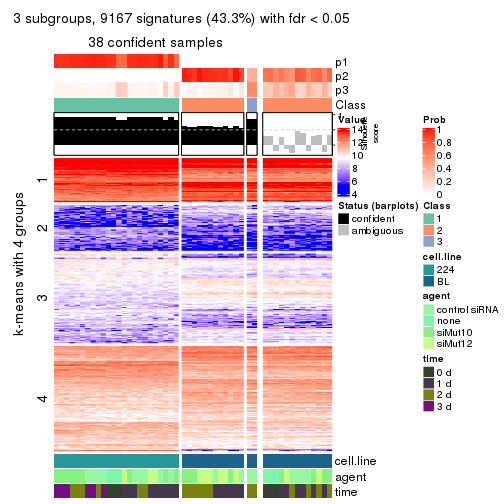 3 subgroups, 9167 signatures (43.3%) with fdr < 0.05
38 confident samples
p1
p2
p3
Class
Silhouette
score
k-means with 4 groups
1
2
3
4
cell.line
agent
time
Value
14
12
10
8
6
4
Prob
1
0.8
0.6
0.4
0.2
0
Status (barplots)
confident
ambiguous
Class
1
2
3
cell.line
224
BL
agent
control siRNA
none
siMut10
siMut12
time
0 d
1 d
2 d
3 d